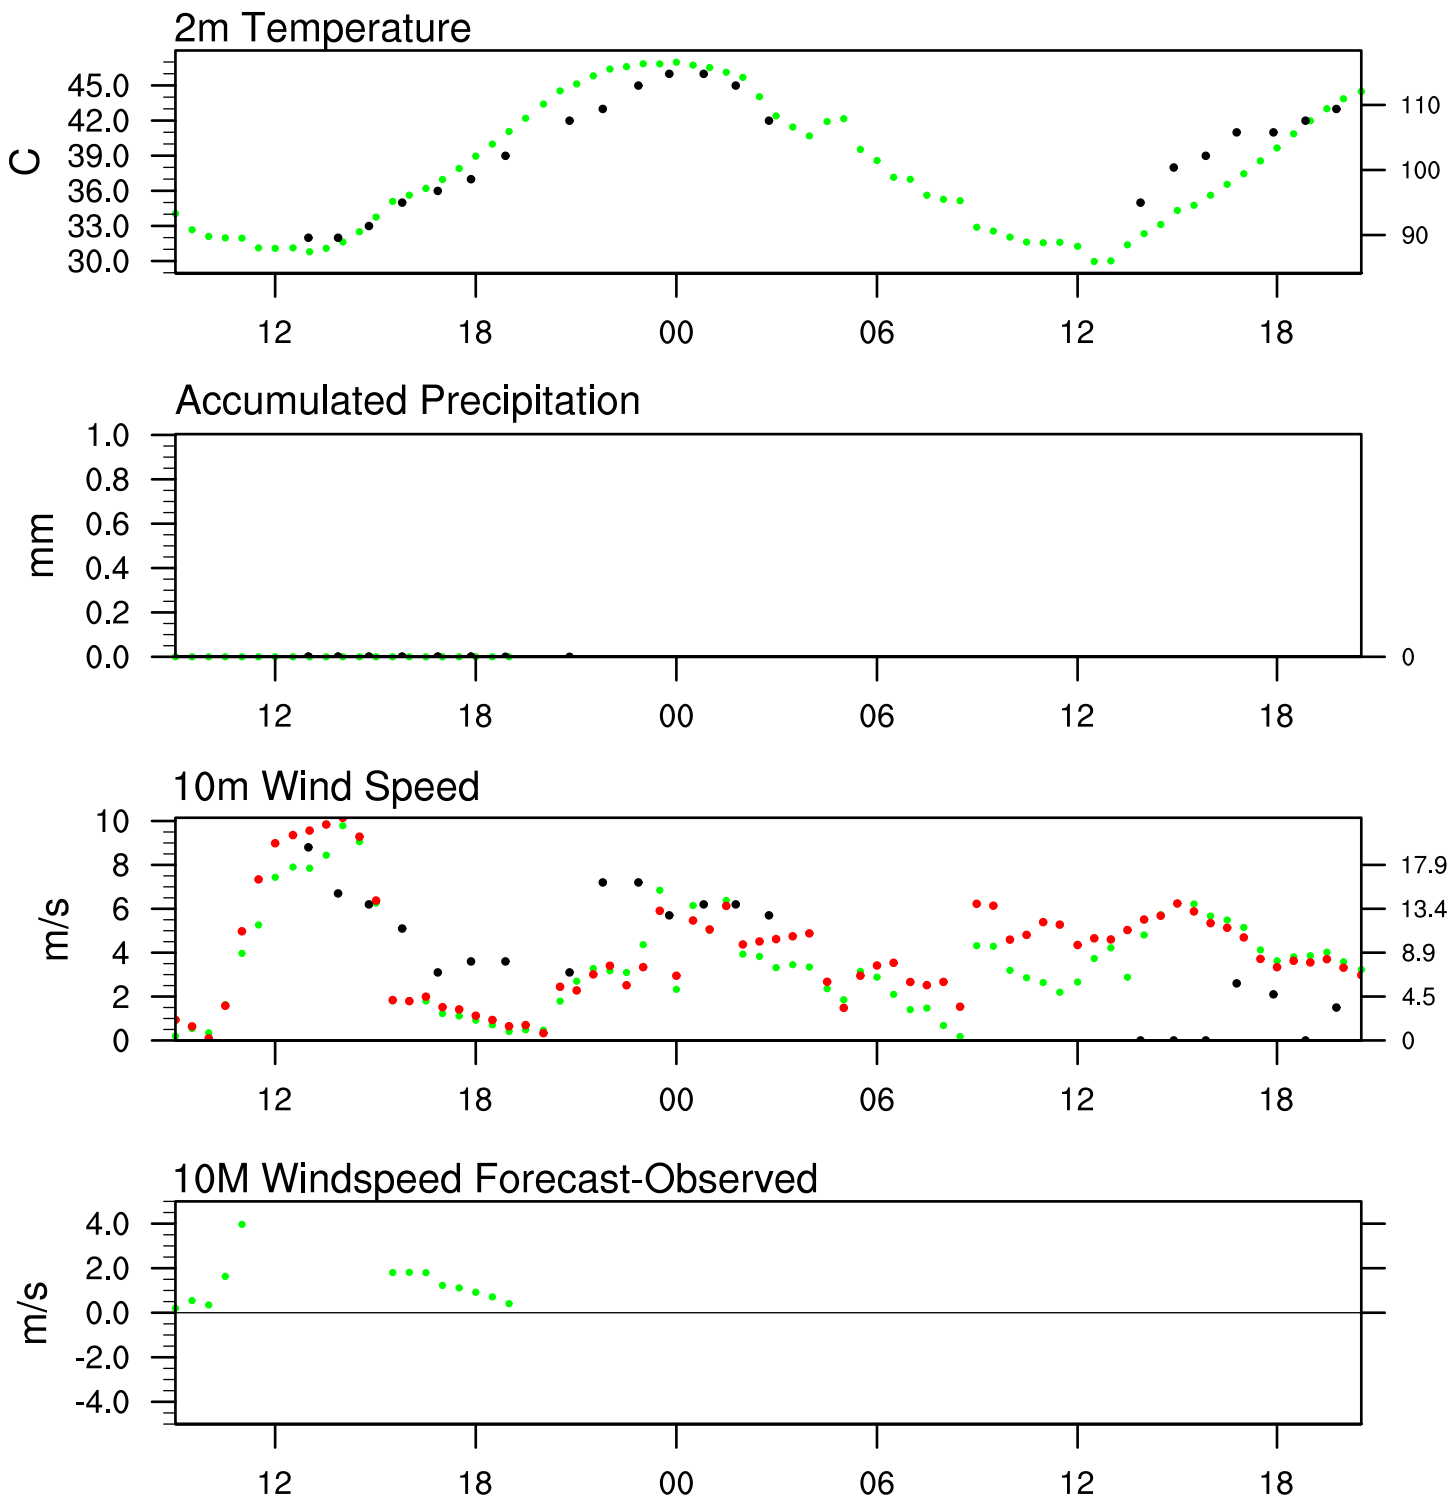 2m Temperature
C
45.0
42.0
39.0
36.0
33.0
30.0
110
100
90
12 18 00 06 12 18
Accumulated Precipitation
mm
1.0
0.8
0.6
0.4
0.2
0.0
0
12 18 00 06 12 18
10m Wind Speed
m/s
10
8
6
4
2
0
17.9
13.4
8.9
4.5
0
12 18 00 06 12 18
10M Windspeed Forecast-Observed
m/s
4.0
2.0
0.0
-2.0
-4.0
12 18 00 06 12 18